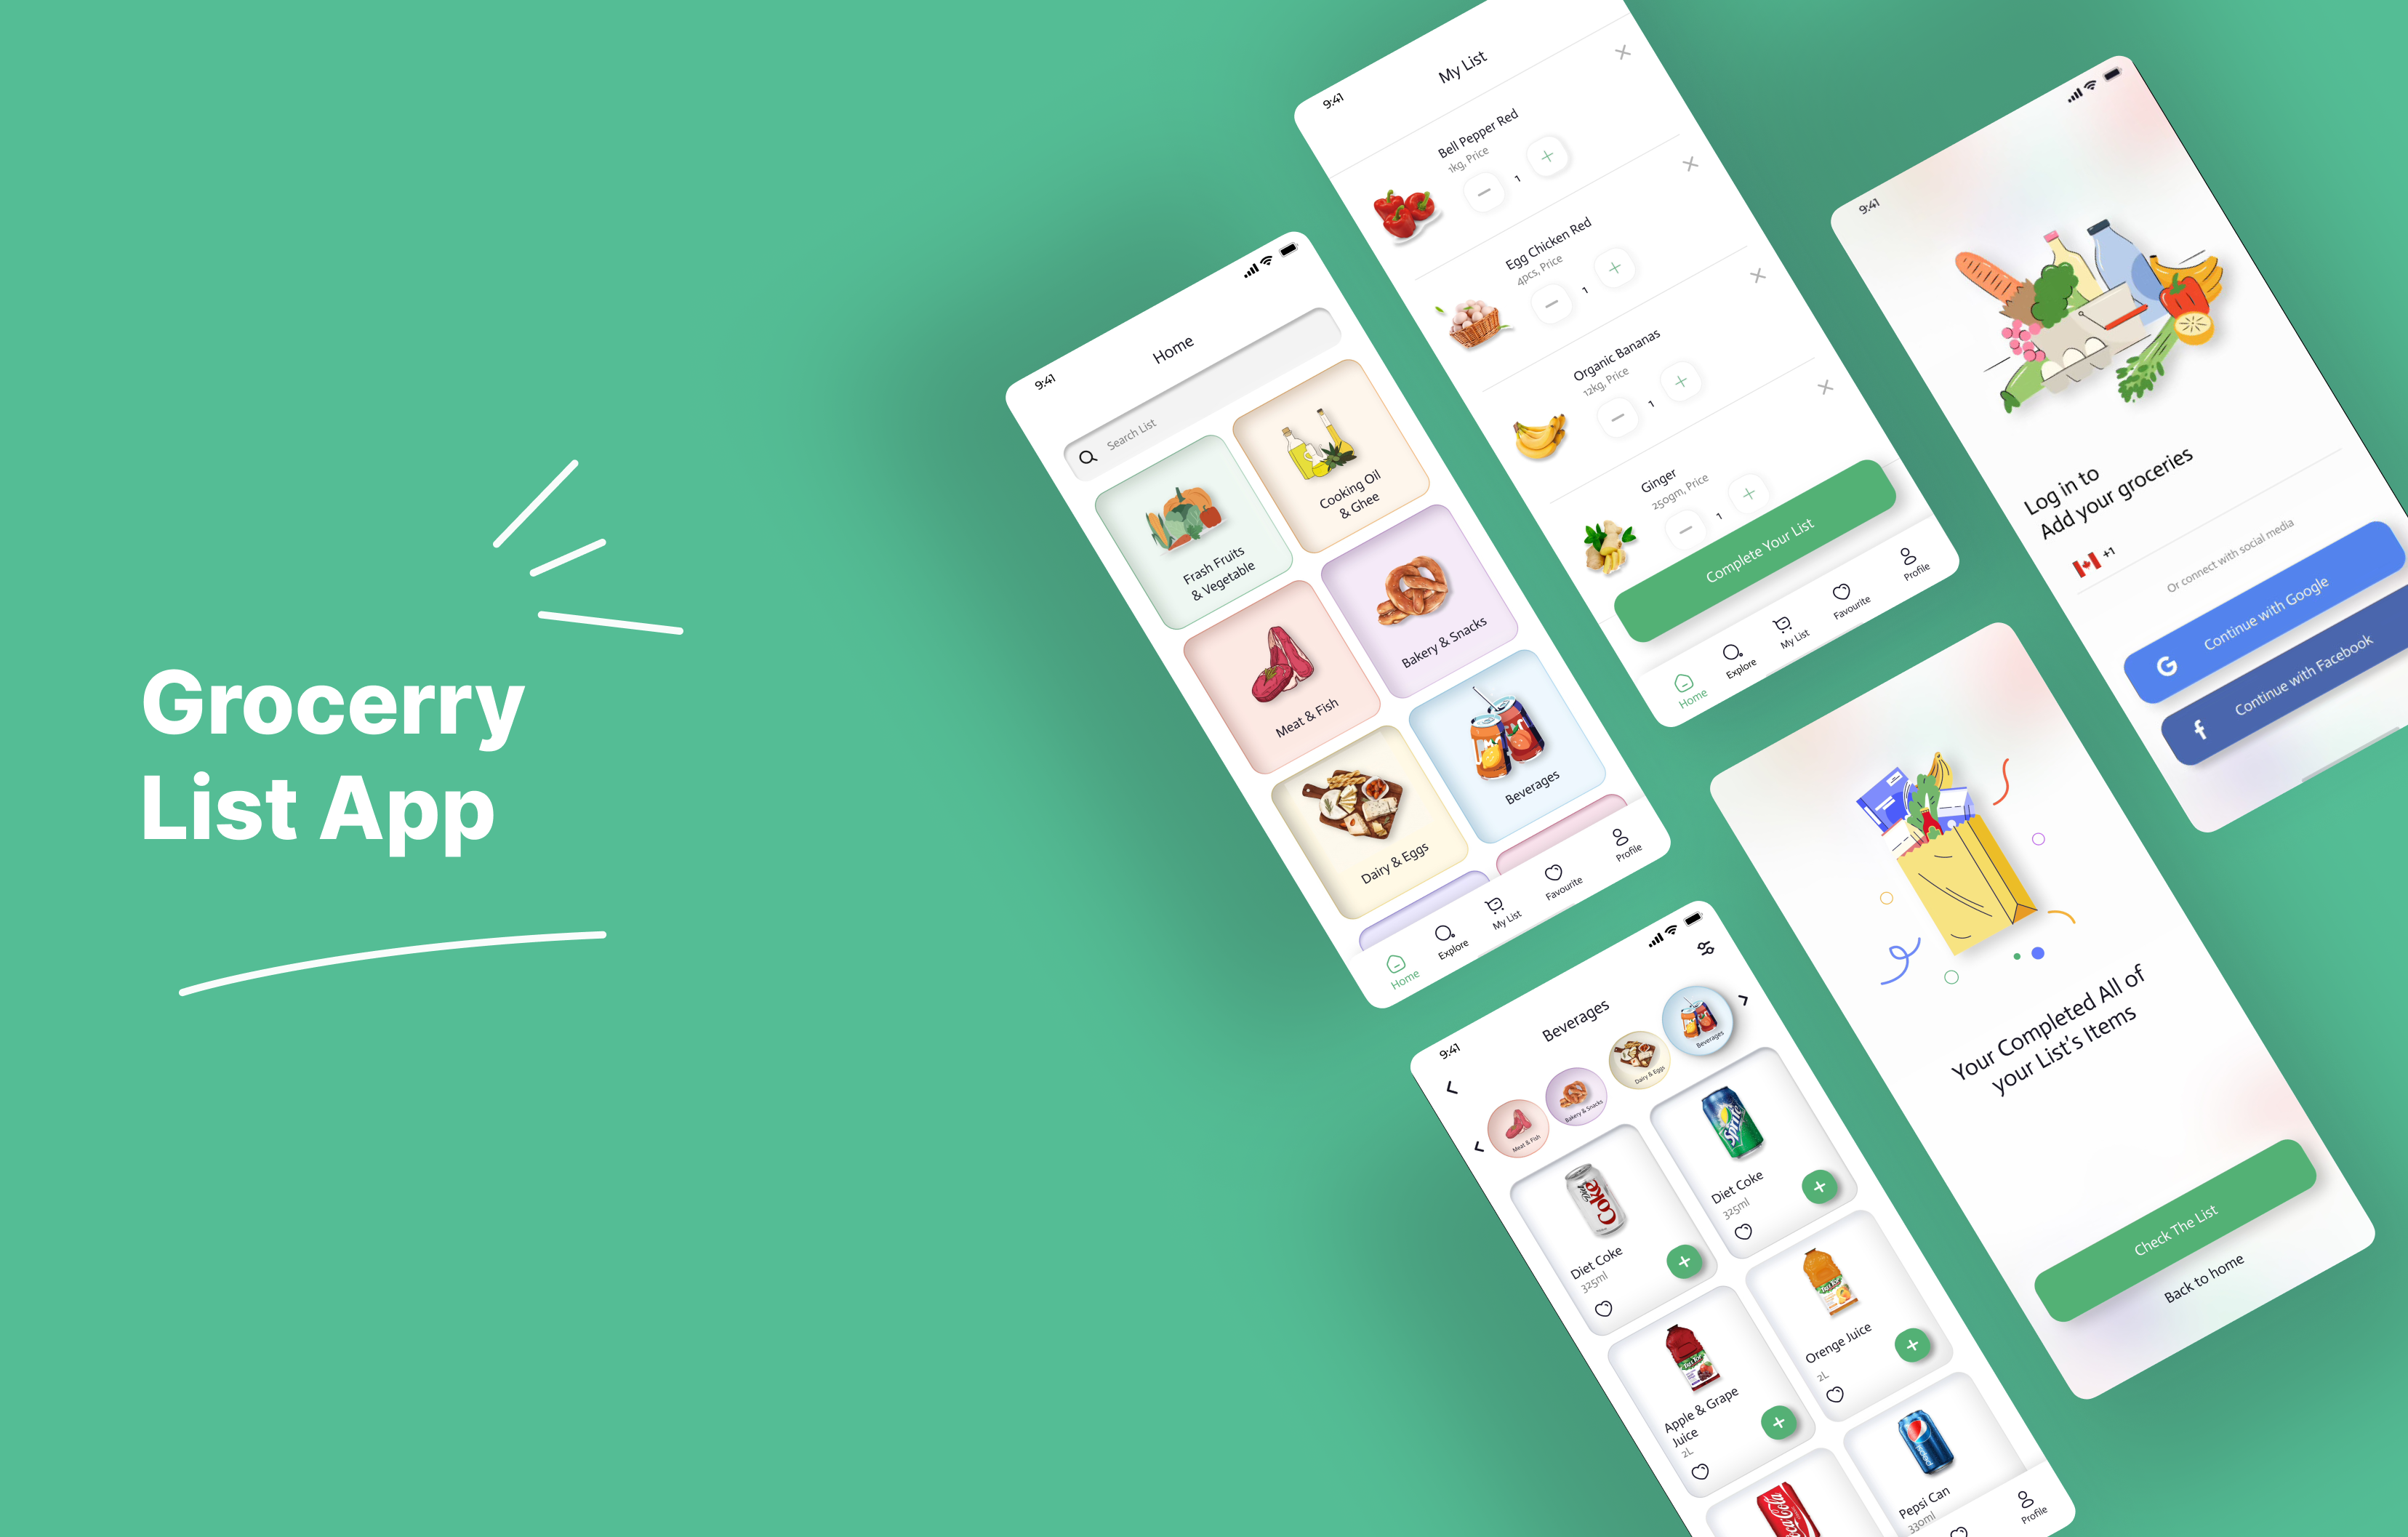 Grocerry
List App
9:41
Home
Search List
Frash Fruits
& Vegetable
Cooking Oil
& Ghee
Meat & Fish
Bakery & Snacks
Dairy & Eggs
Beverages
Home
Explore
My List
Favourite
Profile
9:41
My List
Bell Pepper Red
1kg, Price
1
Egg Chicken Red
4pcs, Price
1
Organic Bananas
12kg, Price
1
Ginger
250gm, Price
1
Complete Your List
Home
Explore
My List
Favourite
Profile
9:41
Log in to
Add your groceries
+1
Or connect with social media
G
Continue with Google
f
Continue with Facebook
9:41
Beverages
Meat & Fish
Bakery & Snacks
Dairy & Eggs
Beverages
Diet Coke
Diet Coke
325ml
Sprite
Diet Coke
325ml
Apple & Grape
Juice
2L
Orenge Juice
2L
Coca-Cola
pepsi
Pepsi Can
330ml
Profile
Your Completed All of
your List's Items
Check The List
Back to home